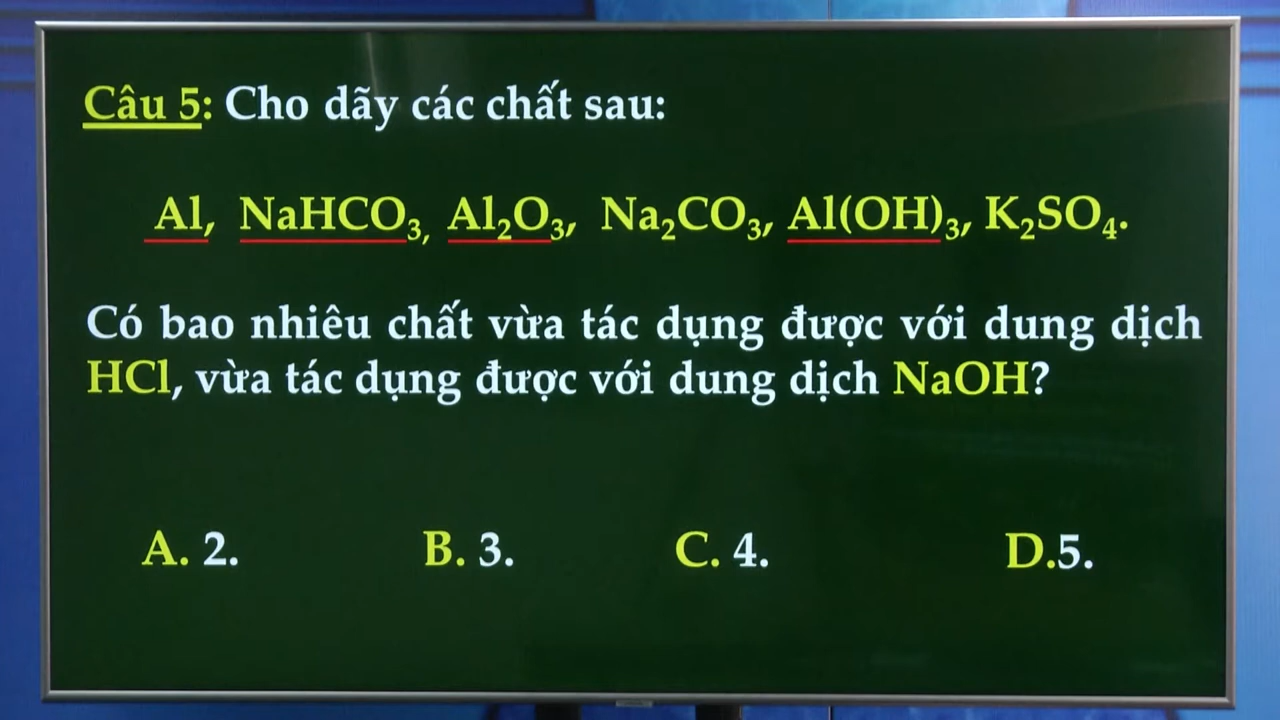 Câu 5: Cho dãy các chất sau:
Al, NaHCO₃, Al₂O₃, Na₂CO₃, Al(OH)₃, K₂SO₄.
Có bao nhiêu chất vừa tác dụng được với dung dịch
HCl, vừa tác dụng được với dung dịch NaOH?
A. 2. B. 3. C. 4. D.5.